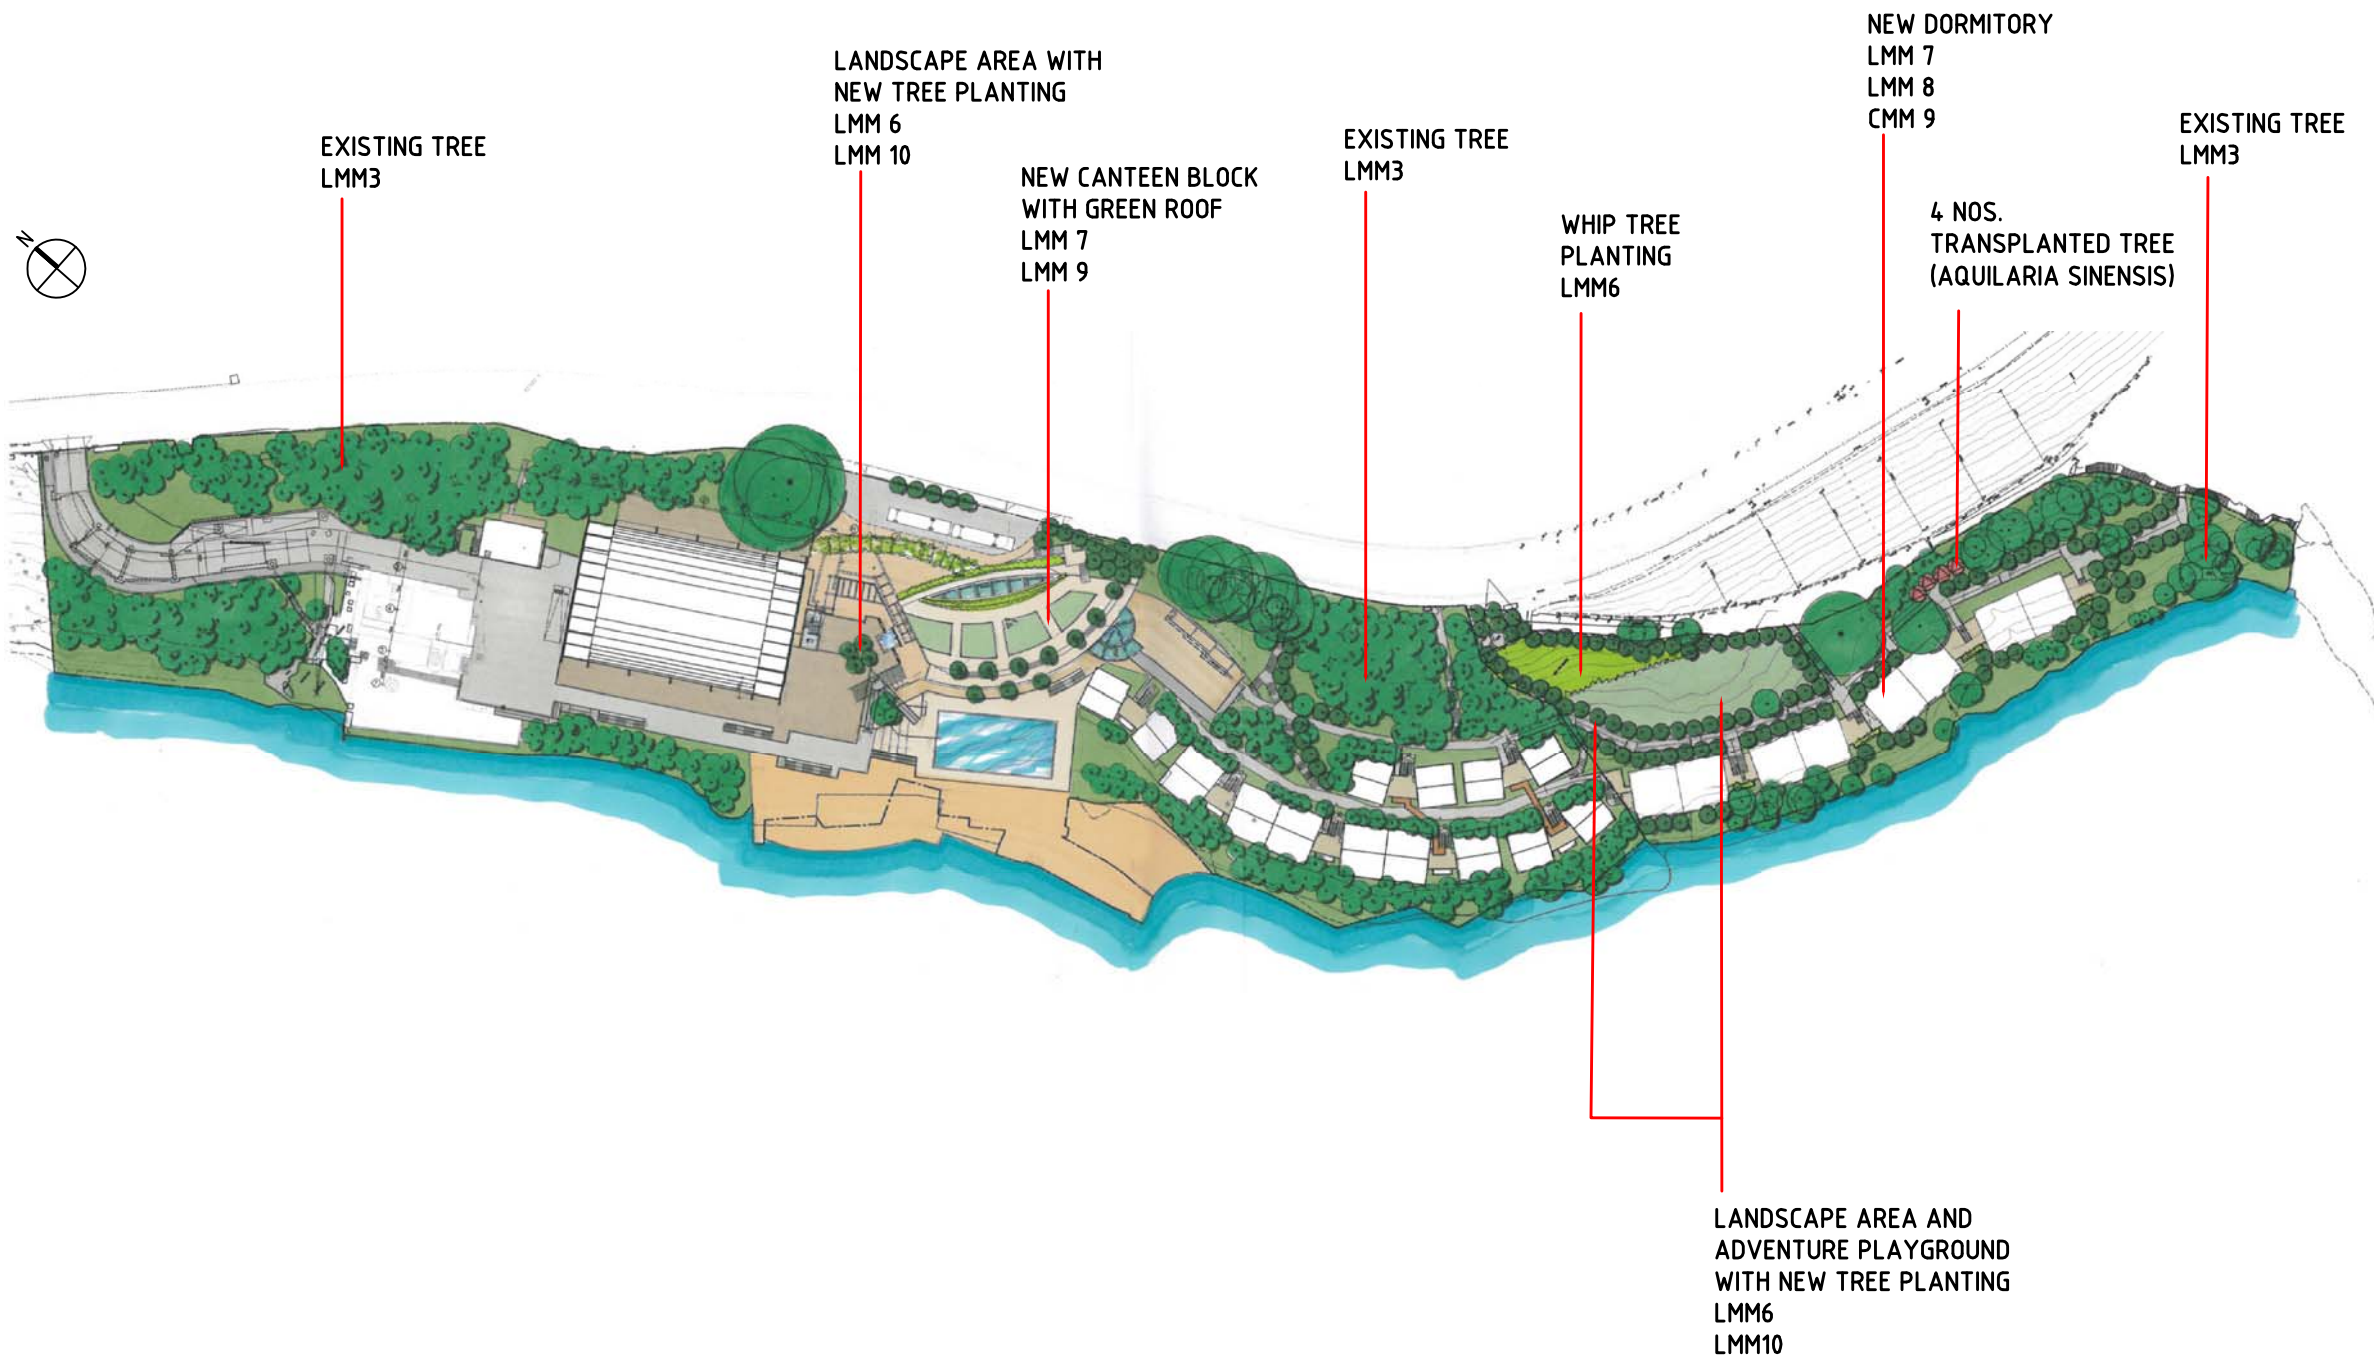 NEW DORMITORY
LMM 7
LMM 8
CMM 9
LANDSCAPE AREA WITH
NEW TREE PLANTING
LMM 6
LMM 10
EXISTING TREE
LMM3
EXISTING TREE
LMM3
EXISTING TREE
LMM3
NEW CANTEEN BLOCK
WITH GREEN ROOF
LMM 7
LMM 9
4 NOS.
TRANSPLANTED TREE
(AQUILARIA SINENSIS)
WHIP TREE
PLANTING
LMM6
N
LANDSCAPE AREA AND
ADVENTURE PLAYGROUND
WITH NEW TREE PLANTING
LMM6
LMM10